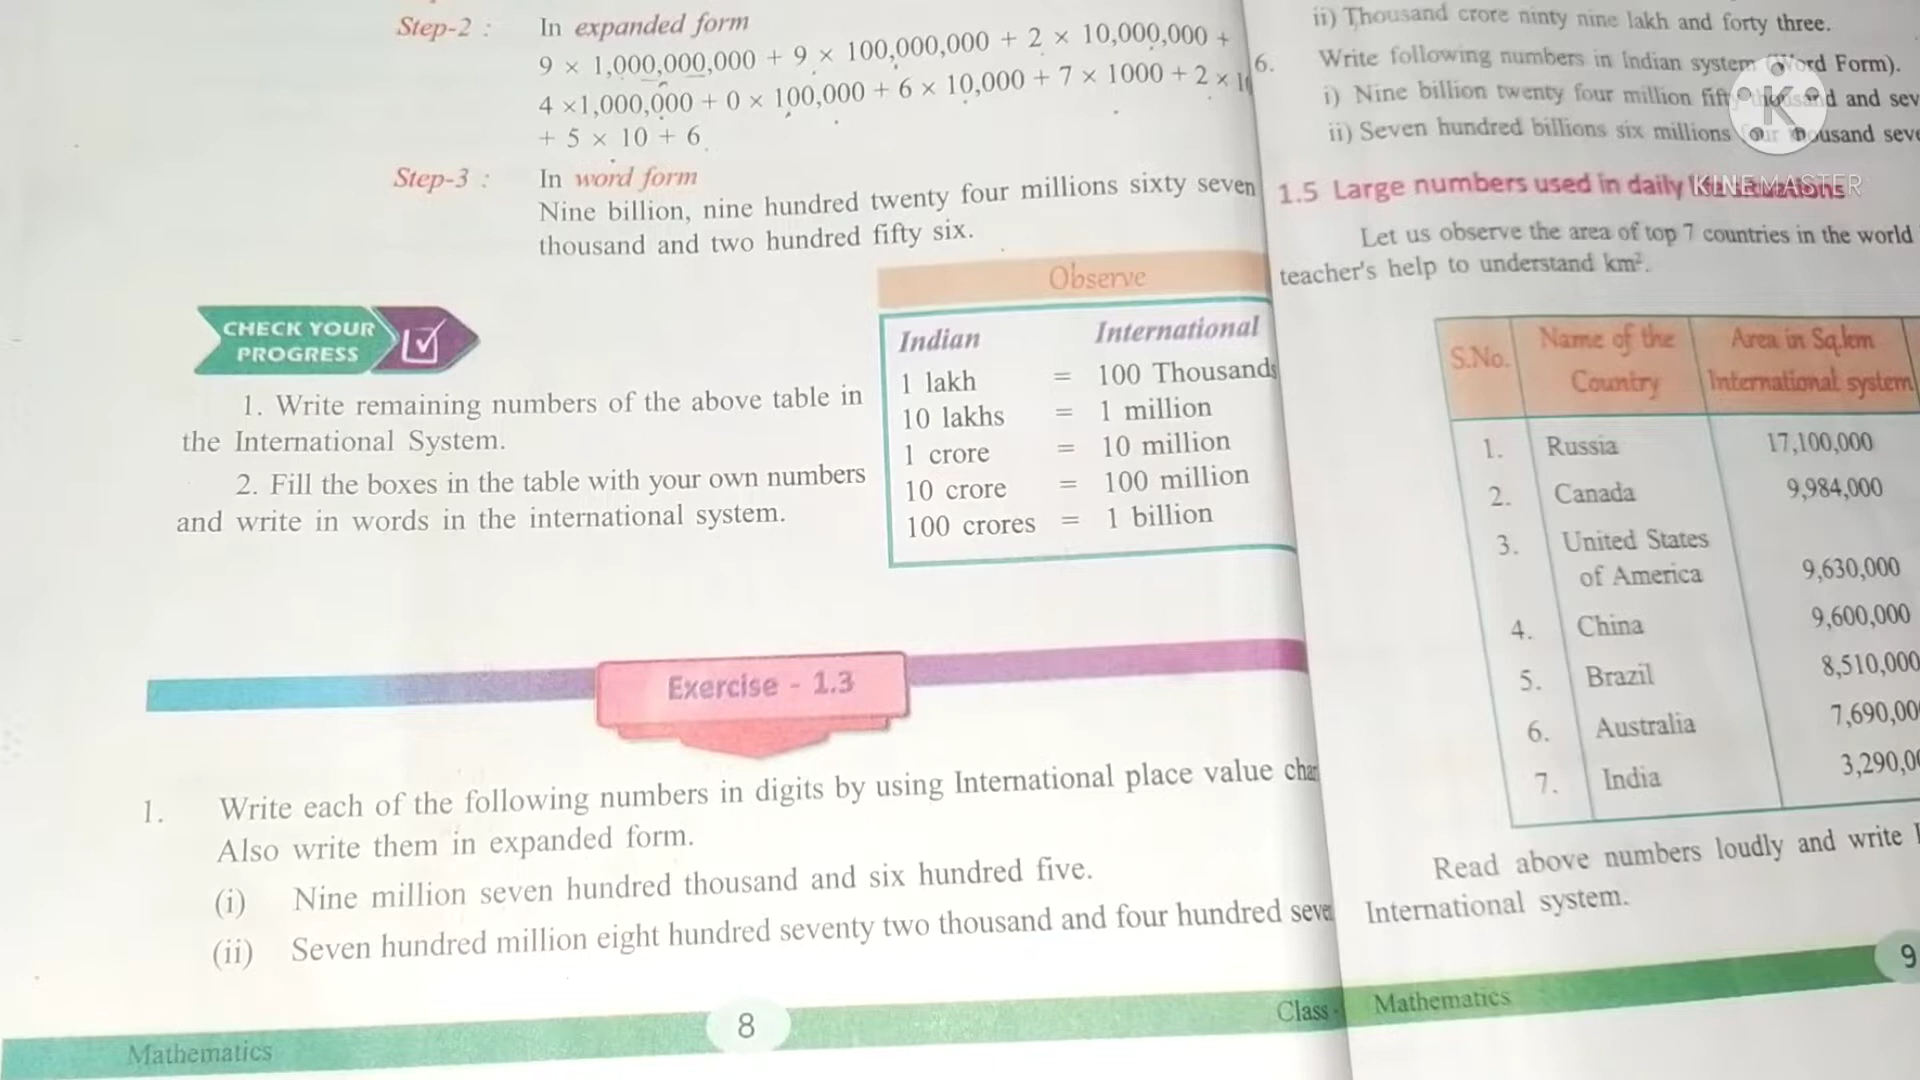 Step-2 : In expanded form
9 × 1,000,000,000 + 9 × 100,000,000 + 2 × 10,000,000 +
4 ×1,000,000 + 0 × 100,000 + 6 × 10,000 + 7 × 1000 + 2 ×
+ 5 × 10 + 6
Step-3 : In word form
Nine billion, nine hundred twenty four millions sixty seven
thousand and two hundred fifty six.
CHECK YOUR
PROGRESS
1. Write remaining numbers of the above table in
the International System.
2. Fill the boxes in the table with your own numbers
and write in words in the international system.
Observe
Indian International
1 lakh = 100 Thousands
10 lakhs = 1 million
1 crore = 10 million
10 crore = 100 million
100 crores = 1 billion
Exercise - 1.3
1. Write each of the following numbers in digits by using International place value
Also write them in expanded form.
(i) Nine million seven hundred thousand and six hundred five.
(ii) Seven hundred million eight hundred seventy two thousand and four hundred
Mathematics
8
Class
ii) Thousand crore ninty nine lakh and forty three.
6. Write following numbers in Indian system (Word Form).
i) Nine billion twenty four million fifty thousand and
ii) Seven hundred billions six millions four thousand
KINEMASTER
1.5 Large numbers used in daily
Let us observe the area of top 7 countries in the world
teacher's help to understand km².
S.No. Name of the Country Area in Sq.km International system
1. Russia 17,100,000
2. Canada 9,984,000
3. United States
of America 9,630,000
4. China 9,600,000
5. Brazil 8,510,000
6. Australia 7,690,00
7. India 3,290,0
Read above numbers loudly and write
International system.
Mathematics
9